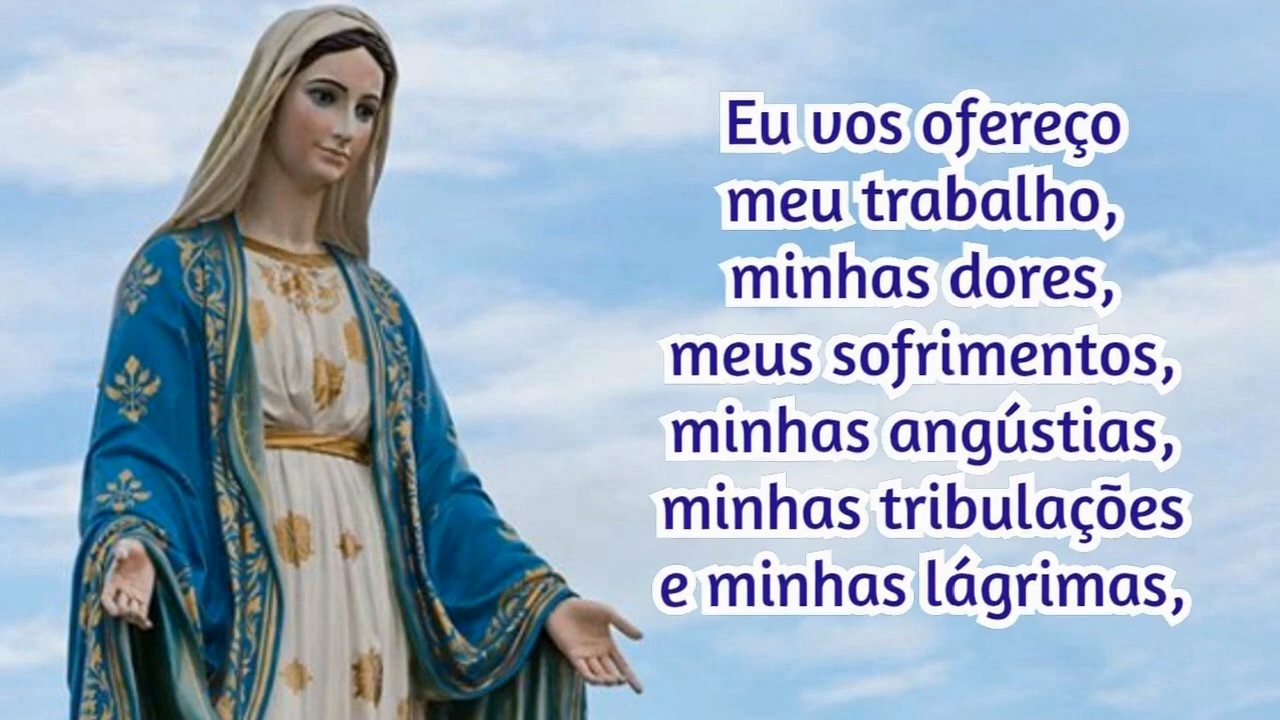 Eu vos ofereço
meu trabalho,
minhas dores,
meus sofrimentos,
minhas angústias,
minhas tribulações
e minhas lágrimas,